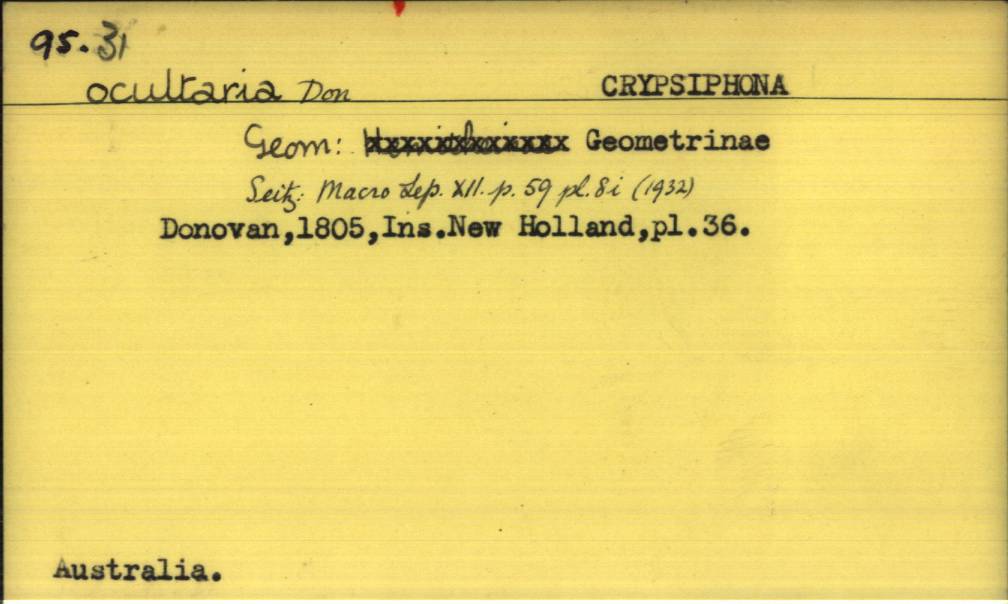 95.31
ocultaria Don CRYPSIPHONA
Geom: Geometrinae
Seitz: Macro Lep. XII. p. 59 pl. 8i (1932)
Donovan,1805,Ins.New Holland,pl.36.
Australia.